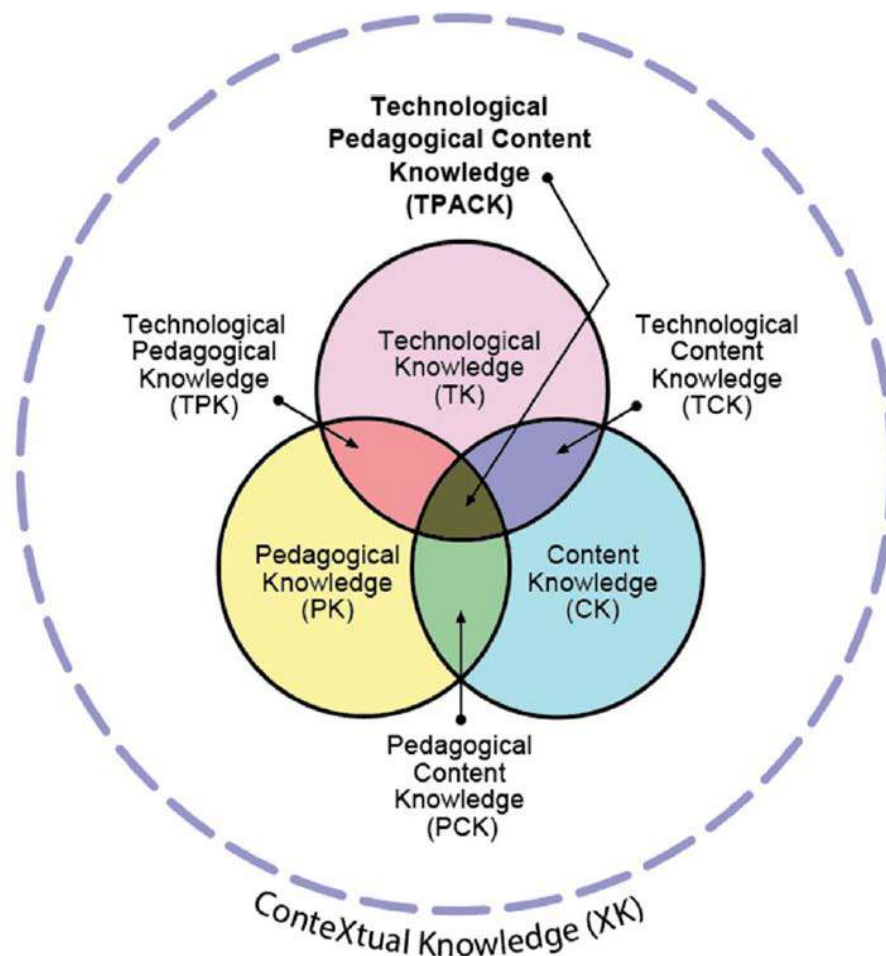 Technological
Pedagogical Content
Knowledge
(TPACK)
Technological
Pedagogical
Knowledge
(TPK)
Technological
Knowledge
(TK)
Technological
Content
Knowledge
(TCK)
Pedagogical
Knowledge
(PK)
Content
Knowledge
(CK)
Pedagogical
Content
Knowledge
(PCK)
ConteXtual Knowledge (XK)